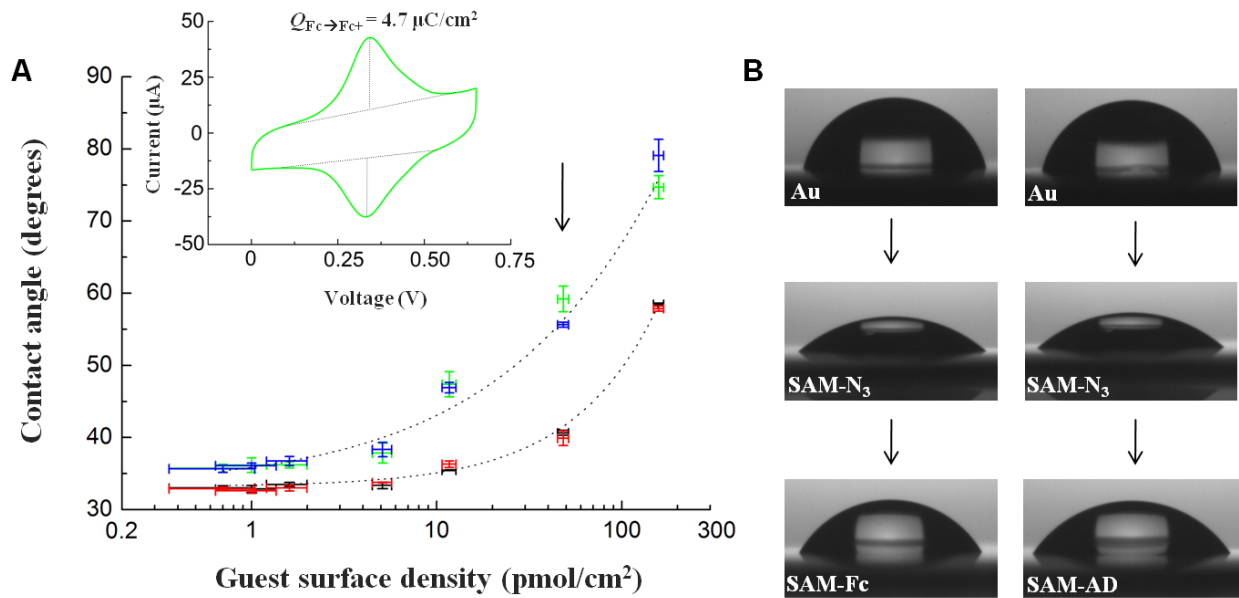 A
Q Fc→Fc+ = 4.7 µC/cm²
50
25
0
-25
-50
Current (µA)
0
0.25
0.50
0.75
Voltage (V)
90
80
70
60
50
40
30
Contact angle (degrees)
0.2
1
10
100
300
Guest surface density (pmol/cm²)
B
Au
Au
SAM-N₃
SAM-N₃
SAM-Fc
SAM-AD